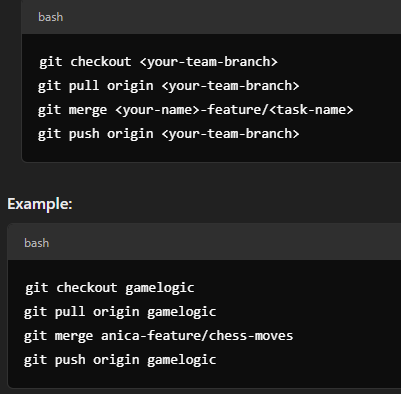 bash
git checkout <your-team-branch>
git pull origin <your-team-branch>
git merge <your-name>-feature/<task-name>
git push origin <your-team-branch>
Example:
bash
git checkout gamelogic
git pull origin gamelogic
git merge anica-feature/chess-moves
git push origin gamelogic